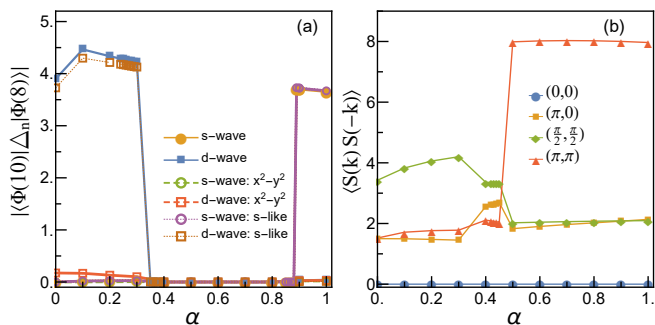 (a)
|⟨Φ(10)|△n|Φ(8)⟩|
5.
4.
3.
2.
1.
0.
s-wave
d-wave
s-wave: x²-y²
d-wave: x²-y²
s-wave: s-like
d-wave: s-like
0. 0.2 0.4 0.6 0.8 1.
α
(b)
⟨S(k) S(-k)⟩
8
6
4
2
0
(0,0)
(π,0)
(π/2,π/2)
(π,π)
0. 0.2 0.4 0.6 0.8 1.
α